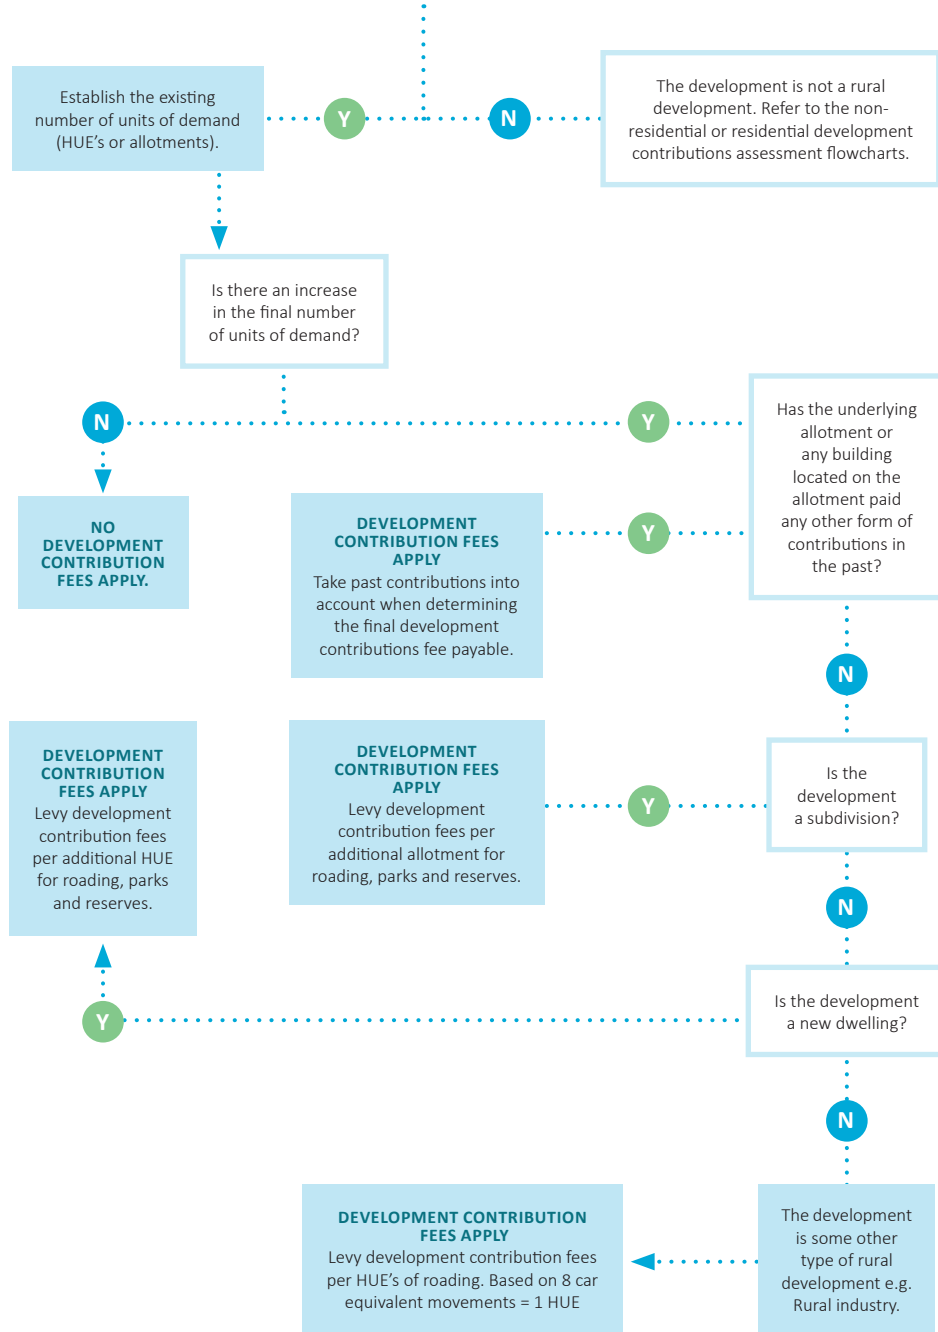 Establish the existing
number of units of demand
(HUE's or allotments).
Y
N
The development is not a rural
development. Refer to the non-
residential or residential development
contributions assessment flowcharts.
Is there an increase
in the final number
of units of demand?
N
Y
Has the underlying
allotment or
any building
located on the
allotment paid
any other form of
contributions in
the past?
NO
DEVELOPMENT
CONTRIBUTION
FEES APPLY.
DEVELOPMENT
CONTRIBUTION FEES
APPLY
Take past contributions into
account when determining
the final development
contributions fee payable.
Y
N
DEVELOPMENT
CONTRIBUTION
FEES APPLY
Levy development
contribution fees
per additional HUE
for roading, parks
and reserves.
DEVELOPMENT
CONTRIBUTION FEES
APPLY
Levy development
contribution fees per
additional allotment for
roading, parks and reserves.
Y
Is the
development
a subdivision?
N
Y
Is the development
a new dwelling?
N
DEVELOPMENT CONTRIBUTION
FEES APPLY
Levy development contribution fees
per HUE's of roading. Based on 8 car
equivalent movements = 1 HUE
The development
is some other
type of rural
development e.g.
Rural industry.